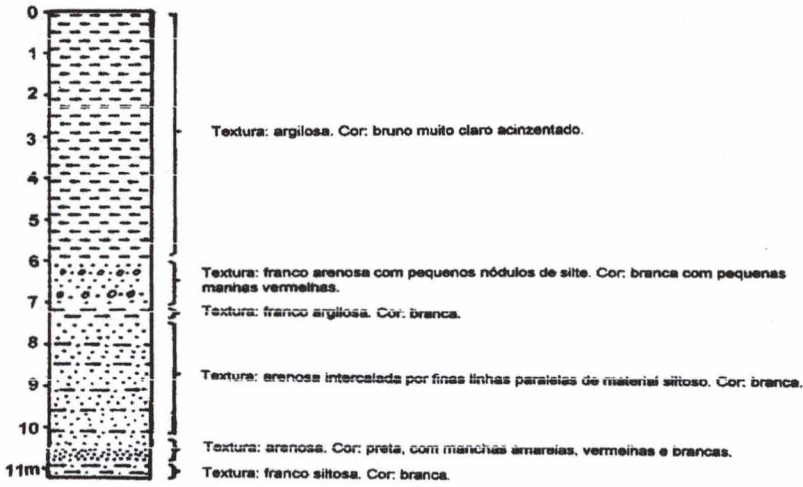 0
1
2
3
4
5
6
7
8
9
10
11m
Textura: argilosa. Cor: bruno muito claro acinzentado.
Textura: franco arenosa com pequenos nódulos de silte. Cor: branca com pequenas
manhas vermelhas.
Textura: franco argilosa. Cor: branca.
Textura: arenosa intercalada por finas linhas paralelas de material siltoso. Cor: branca.
Textura: arenosa. Cor: preta, com manchas amarelas, vermelhas e brancas.
Textura: franco siltosa. Cor: branca.